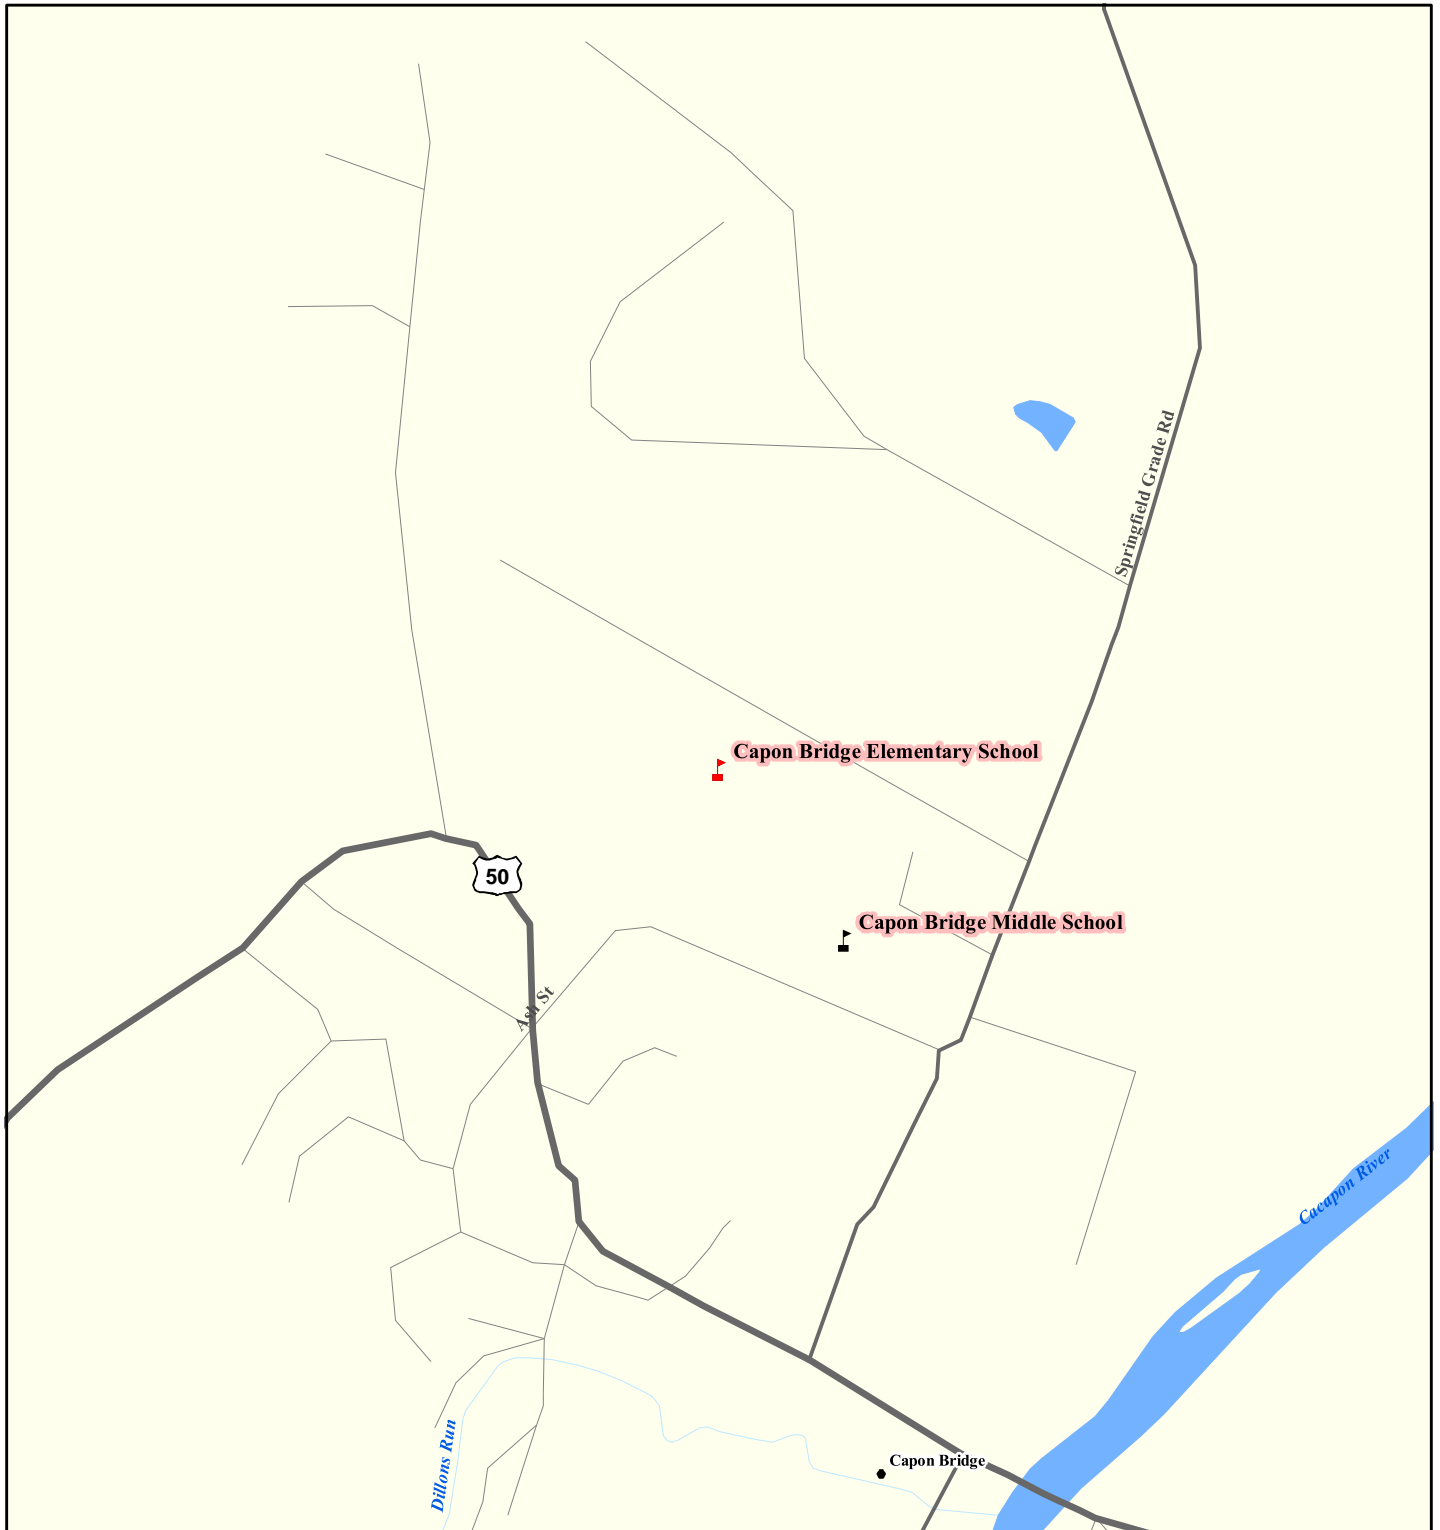 Springfield Grade Rd
Capon Bridge Elementary School
50
Capon Bridge Middle School
Ash St
Cacapon River
Dillons Run
Capon Bridge